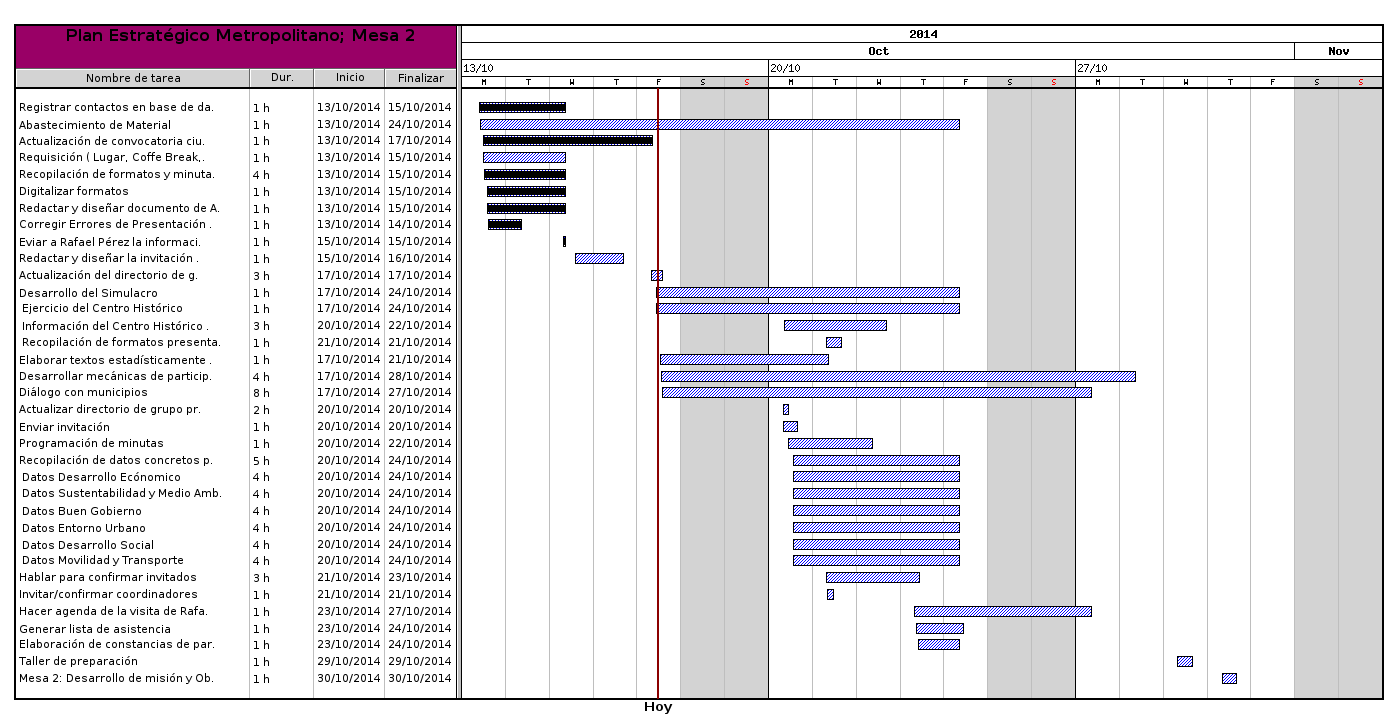 Plan Estratégico Metropolitano; Mesa 2
2014
Oct Nov
13/10 20/10 27/10
Nombre de tarea Dur. Inicio Finalizar
M T W T F S S M T W T F S S M T W T F S S
Registrar contactos en base de da. 1 h 13/10/2014 15/10/2014
Abastecimiento de Material 1 h 13/10/2014 24/10/2014
Actualización de convocatoria ciu. 1 h 13/10/2014 17/10/2014
Requisición ( Lugar, Coffe Break,. 1 h 13/10/2014 15/10/2014
Recopilación de formatos y minuta. 4 h 13/10/2014 15/10/2014
Digitalizar formatos 1 h 13/10/2014 15/10/2014
Redactar y diseñar documento de A. 1 h 13/10/2014 15/10/2014
Corregir Errores de Presentación . 1 h 13/10/2014 14/10/2014
Eviar a Rafael Pérez la informaci. 1 h 15/10/2014 15/10/2014
Redactar y diseñar la invitación . 1 h 15/10/2014 16/10/2014
Actualización del directorio de g. 3 h 17/10/2014 17/10/2014
Desarrollo del Simulacro 1 h 17/10/2014 24/10/2014
Ejercicio del Centro Histórico 1 h 17/10/2014 24/10/2014
Información del Centro Histórico . 3 h 20/10/2014 22/10/2014
Recopilación de formatos presenta. 1 h 21/10/2014 21/10/2014
Elaborar textos estadísticamente . 1 h 17/10/2014 21/10/2014
Desarrollar mecánicas de particip. 4 h 17/10/2014 28/10/2014
Diálogo con municipios 8 h 17/10/2014 27/10/2014
Actualizar directorio de grupo pr. 2 h 20/10/2014 20/10/2014
Enviar invitación 1 h 20/10/2014 20/10/2014
Programación de minutas 1 h 20/10/2014 22/10/2014
Recopilación de datos concretos p. 5 h 20/10/2014 24/10/2014
Datos Desarrollo Ecónomico 4 h 20/10/2014 24/10/2014
Datos Sustentabilidad y Medio Amb. 4 h 20/10/2014 24/10/2014
Datos Buen Gobierno 4 h 20/10/2014 24/10/2014
Datos Entorno Urbano 4 h 20/10/2014 24/10/2014
Datos Desarrollo Social 4 h 20/10/2014 24/10/2014
Datos Movilidad y Transporte 4 h 20/10/2014 24/10/2014
Hablar para confirmar invitados 3 h 21/10/2014 23/10/2014
Invitar/confirmar coordinadores 1 h 21/10/2014 21/10/2014
Hacer agenda de la visita de Rafa. 1 h 23/10/2014 27/10/2014
Generar lista de asistencia 1 h 23/10/2014 24/10/2014
Elaboración de constancias de par. 1 h 23/10/2014 24/10/2014
Taller de preparación 1 h 29/10/2014 29/10/2014
Mesa 2: Desarrollo de misión y Ob. 1 h 30/10/2014 30/10/2014
Hoy